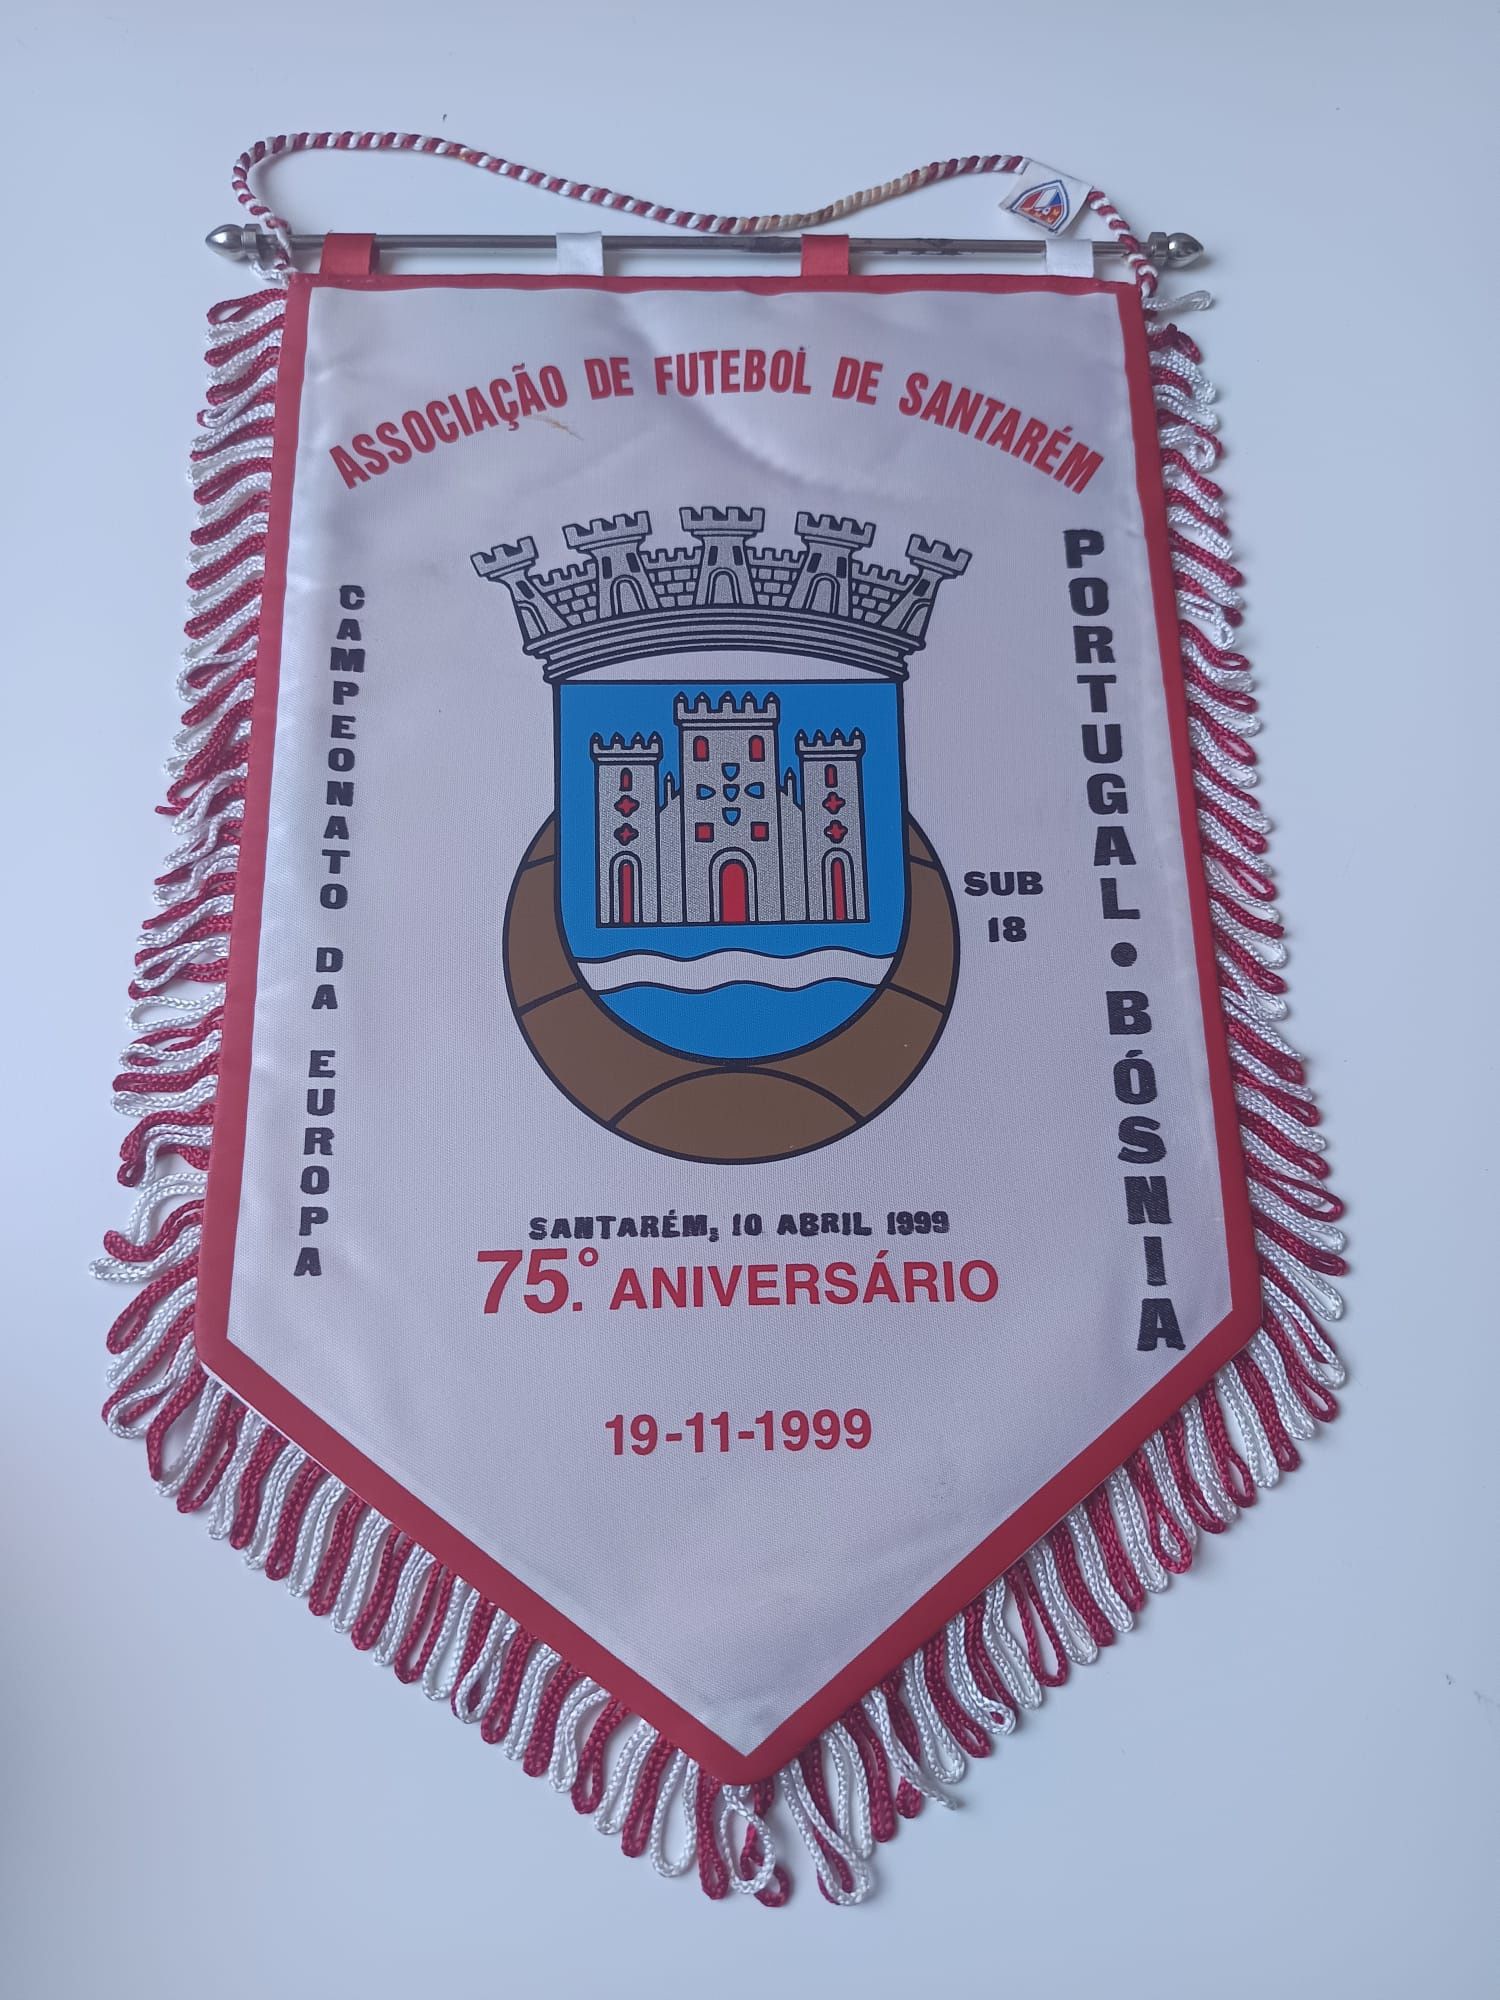 ASSOCIAÇÃO DE FUTEBOL DE SANTARÉM
CAMPEONATO DA EUROPA
PORTUGAL • BÓSNIA
SUB
18
SANTARÉM, 10 ABRIL 1999
75.º ANIVERSÁRIO
19-11-1999